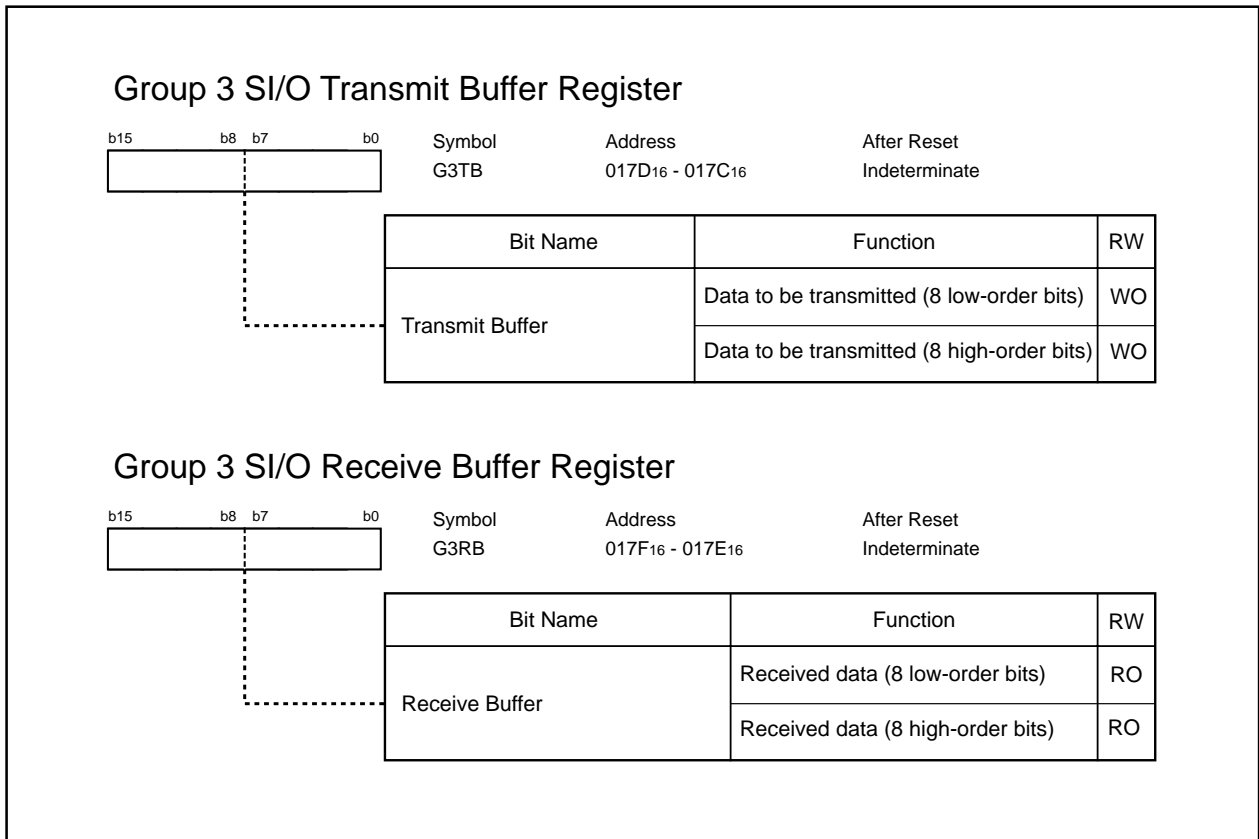 Group 3 SI/O Transmit Buffer Register
b15 b8 b7 b0
Symbol Address After Reset
G3TB 017D16 - 017C16 Indeterminate
Bit Name Function RW
Transmit Buffer
Data to be transmitted (8 low-order bits) WO
Data to be transmitted (8 high-order bits) WO
Group 3 SI/O Receive Buffer Register
b15 b8 b7 b0
Symbol Address After Reset
G3RB 017F16 - 017E16 Indeterminate
Bit Name Function RW
Receive Buffer
Received data (8 low-order bits) RO
Received data (8 high-order bits) RO